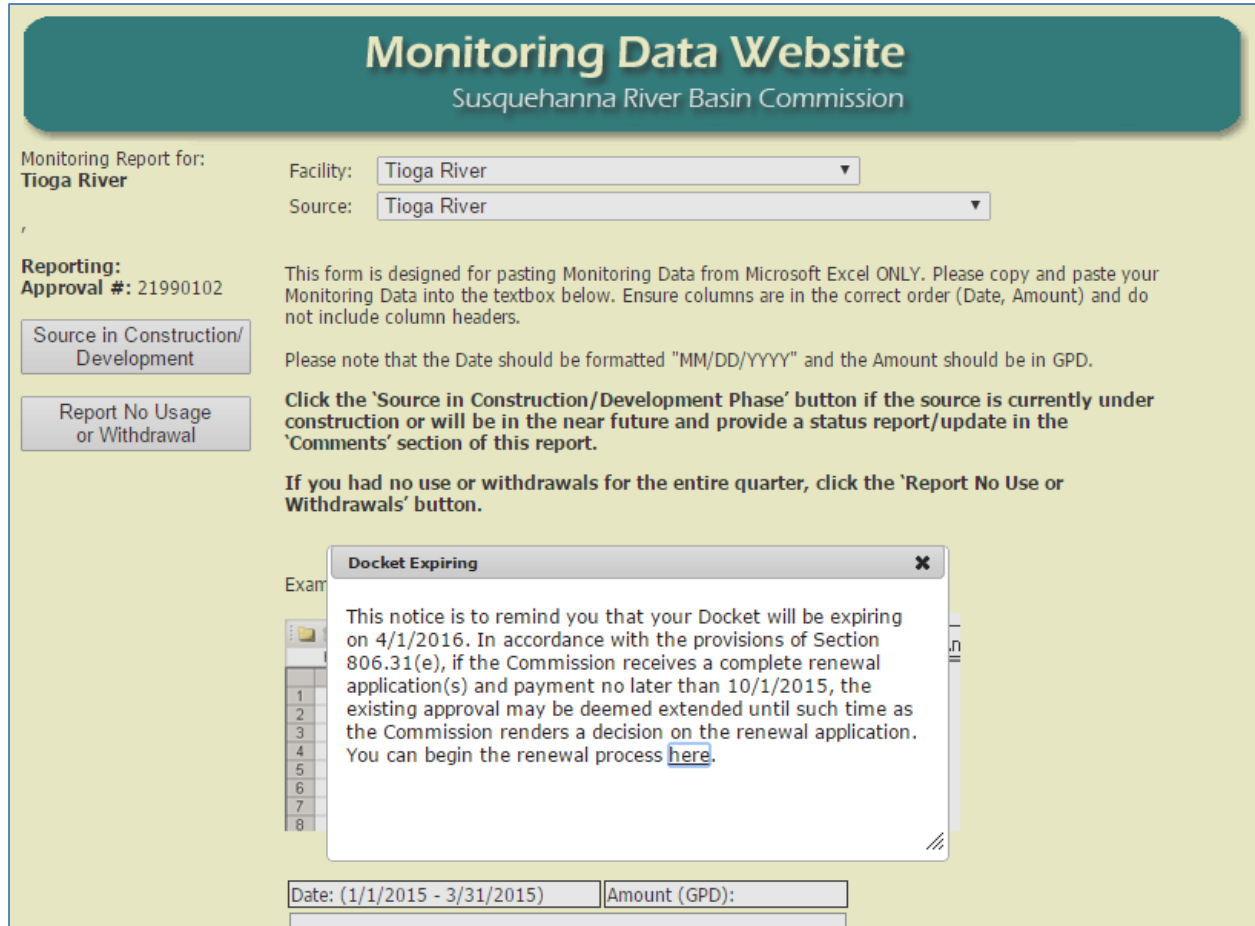 Monitoring Data Website
Susquehanna River Basin Commission
Monitoring Report for:
Tioga River
,
Reporting:
Approval #: 21990102
Source in Construction/
Development
Report No Usage
or Withdrawal
Facility: Tioga River
Source: Tioga River
This form is designed for pasting Monitoring Data from Microsoft Excel ONLY. Please copy and paste your
Monitoring Data into the textbox below. Ensure columns are in the correct order (Date, Amount) and do
not include column headers.
Please note that the Date should be formatted "MM/DD/YYYY" and the Amount should be in GPD.
Click the `Source in Construction/Development Phase' button if the source is currently under
construction or will be in the near future and provide a status report/update in the
`Comments' section of this report.
If you had no use or withdrawals for the entire quarter, click the `Report No Use or
Withdrawals' button.
Docket Expiring
This notice is to remind you that your Docket will be expiring
on 4/1/2016. In accordance with the provisions of Section
806.31(e), if the Commission receives a complete renewal
application(s) and payment no later than 10/1/2015, the
existing approval may be deemed extended until such time as
the Commission renders a decision on the renewal application.
You can begin the renewal process here.
Exam
1
2
3
4
5
6
7
8
Date: (1/1/2015 - 3/31/2015) Amount (GPD):